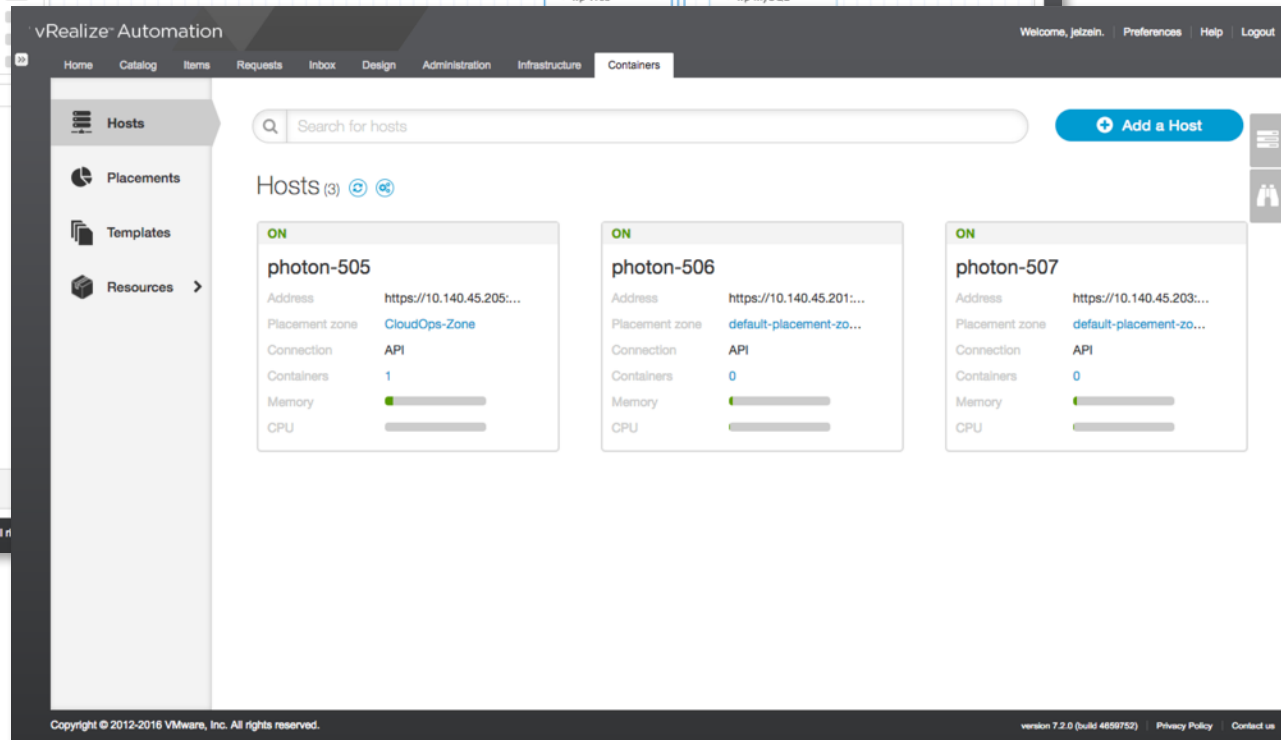 vRealize™ Automation
Welcome, jelzein. Preferences Help Logout
Home Catalog Items Requests Inbox Design Administration Infrastructure Containers
Hosts
Placements
Templates
Resources
Search for hosts
Add a Host
Hosts (3)
ON
photon-505
Address https://10.140.45.205:...
Placement zone CloudOps-Zone
Connection API
Containers 1
Memory
CPU
ON
photon-506
Address https://10.140.45.201:...
Placement zone default-placement-zo...
Connection API
Containers 0
Memory
CPU
ON
photon-507
Address https://10.140.45.203:...
Placement zone default-placement-zo...
Connection API
Containers 0
Memory
CPU
Copyright © 2012-2016 VMware, Inc. All rights reserved.
version 7.2.0 (build 4659752) Privacy Policy Contact us